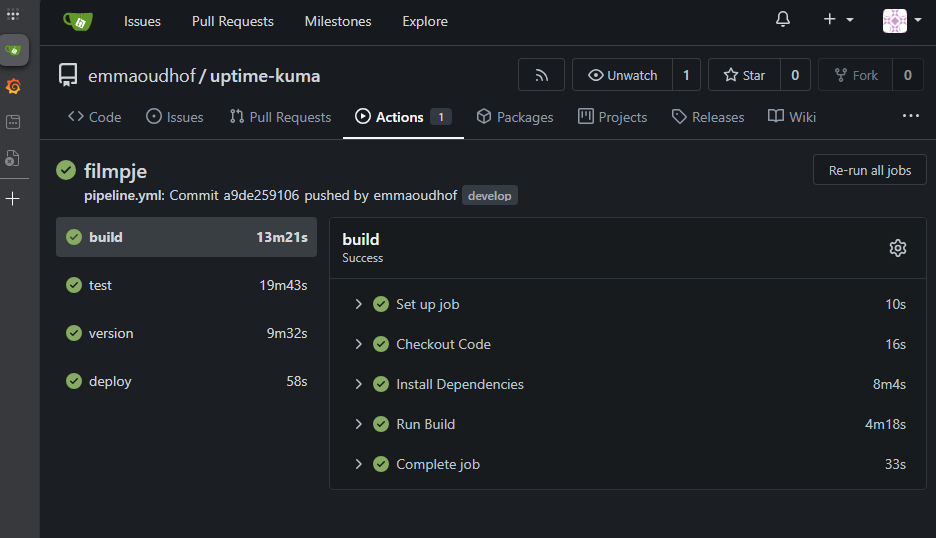 Issues Pull Requests Milestones Explore
emmaoudhof / uptime-kuma
Unwatch 1 Star 0 Fork 0
Code Issues Pull Requests Actions 1 Packages Projects Releases Wiki
filmpje
Re-run all jobs
pipeline.yml: Commit a9de259106 pushed by emmaoudhof develop
build 13m21s
test 19m43s
version 9m32s
deploy 58s
build
Success
Set up job 10s
Checkout Code 16s
Install Dependencies 8m4s
Run Build 4m18s
Complete job 33s